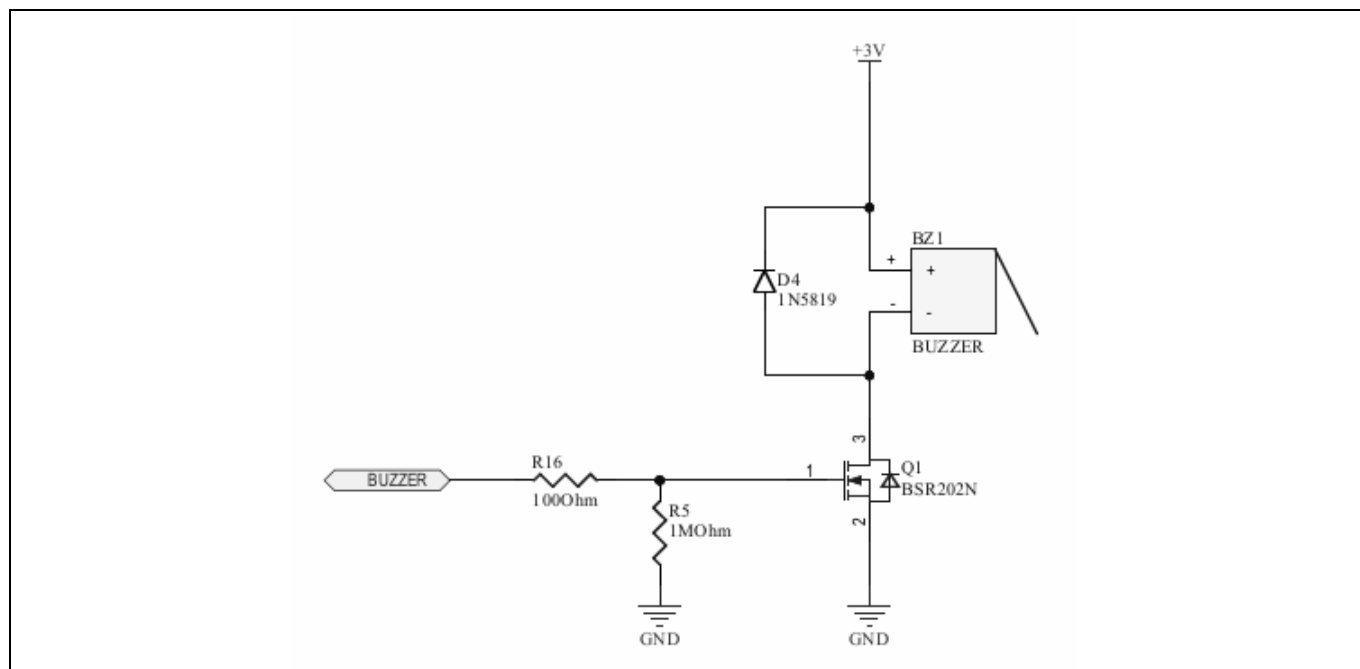 +3V
BZ1
+
+
D4
1N5819
-
-
BUZZER
3
R16
1
Q1
BUZZER
BSR202N
100Ohm
R5
1MOhm
2
GND
GND